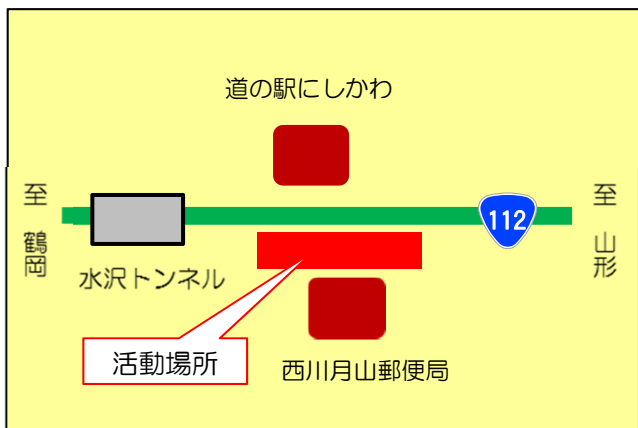 道の駅にしかわ
至 鶴岡
112
至 山形
水沢トンネル
活動場所
西川月山郵便局